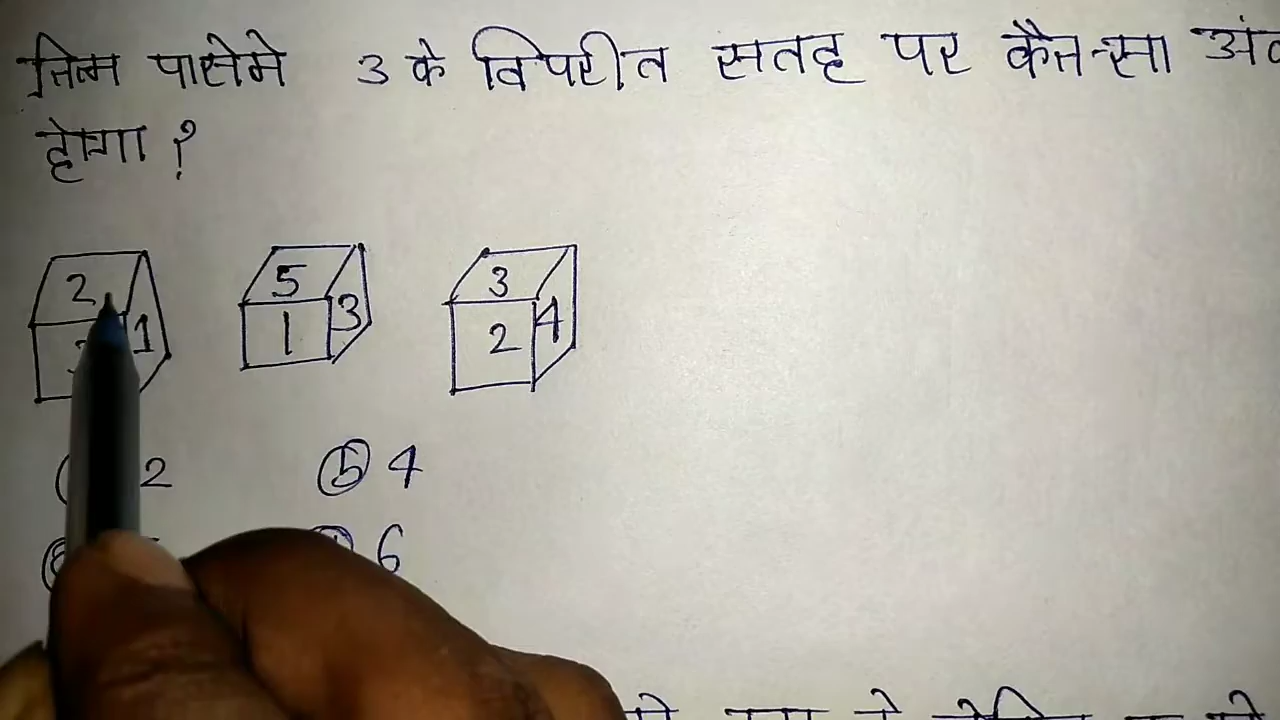 निम्न पासेमे 3 के विपरीत सतह पर कौन-सा
होगा ?
2 1
5 1 3
3 2 4
2 ⓑ 4
6